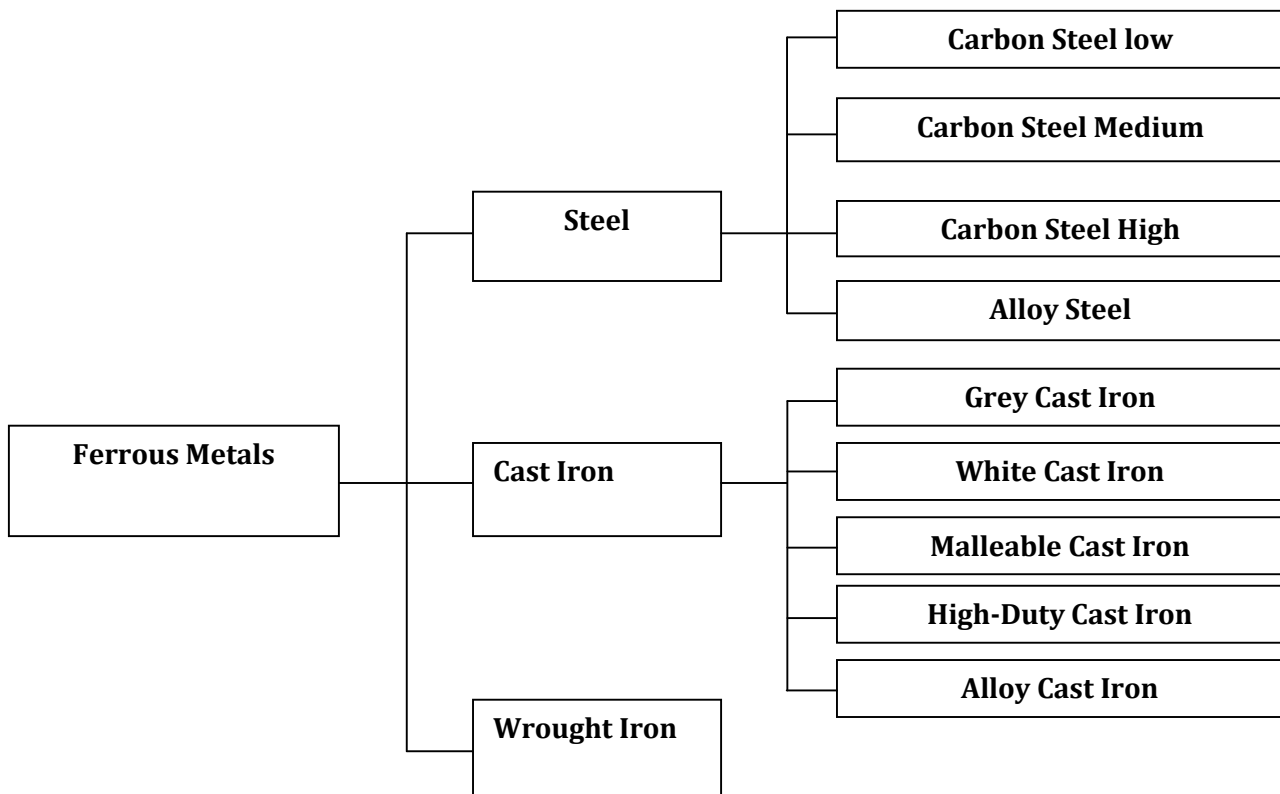 Ferrous Metals
Steel
Carbon Steel low
Carbon Steel Medium
Carbon Steel High
Alloy Steel
Cast Iron
Grey Cast Iron
White Cast Iron
Malleable Cast Iron
High-Duty Cast Iron
Alloy Cast Iron
Wrought Iron